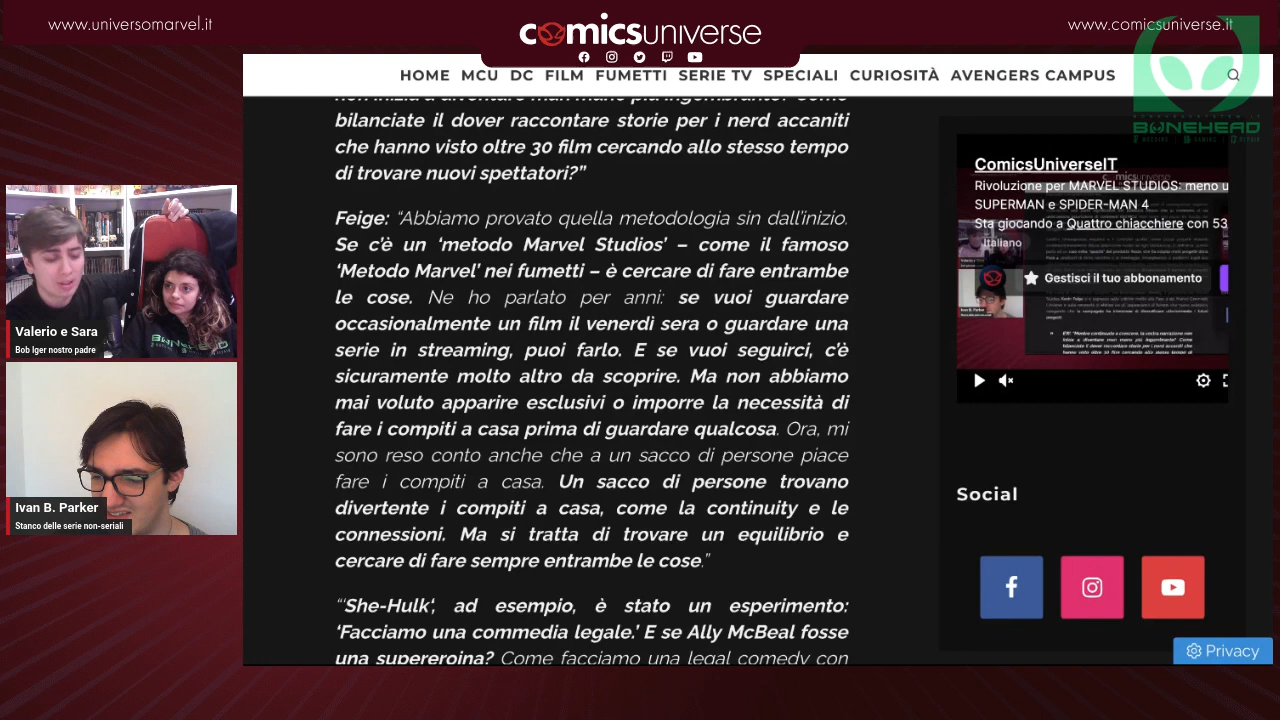 www.universomarvel.it
comicsuniverse
www.comicsuniverse.it
HOME MCU DC FILM FUMETTI SERIE TV SPECIALI CURIOSITÀ AVENGERS CAMPUS
BONEHEAD
bilanciate il dover raccontare storie per i nerd accaniti
che hanno visto oltre 30 film cercando allo stesso tempo
di trovare nuovi spettatori?”
Feige: “Abbiamo provato quella metodologia sin dall’inizio.
Se c’è un ‘metodo Marvel Studios’ – come il famoso
‘Metodo Marvel’ nei fumetti – è cercare di fare entrambe
le cose. Ne ho parlato per anni: se vuoi guardare
occasionalmente un film il venerdì sera o guardare una
serie in streaming, puoi farlo. E se vuoi seguirci, c’è
sicuramente molto altro da scoprire. Ma non abbiamo
mai voluto apparire esclusivi o imporre la necessità di
fare i compiti a casa prima di guardare qualcosa. Ora, mi
sono reso conto anche che a un sacco di persone piace
fare i compiti a casa. Un sacco di persone trovano
divertente i compiti a casa, come la continuity e le
connessioni. Ma si tratta di trovare un equilibrio e
cercare di fare sempre entrambe le cose.”
“‘She-Hulk‘, ad esempio, è stato un esperimento:
‘Facciamo una commedia legale.’ E se Ally McBeal fosse
una supereroina? Come facciamo una legal comedy con
ComicsUniverseIT
Rivoluzione per MARVEL STUDIOS: meno u
SUPERMAN e SPIDER-MAN 4
Sta giocando a Quattro chiacchiere con 53
Italiano
Gestisci il tuo abbonamento
Social
Privacy
Valerio e Sara
Bob Iger nostro padre
BONEHEAD
Ivan B. Parker
Stanco delle serie non-seriali